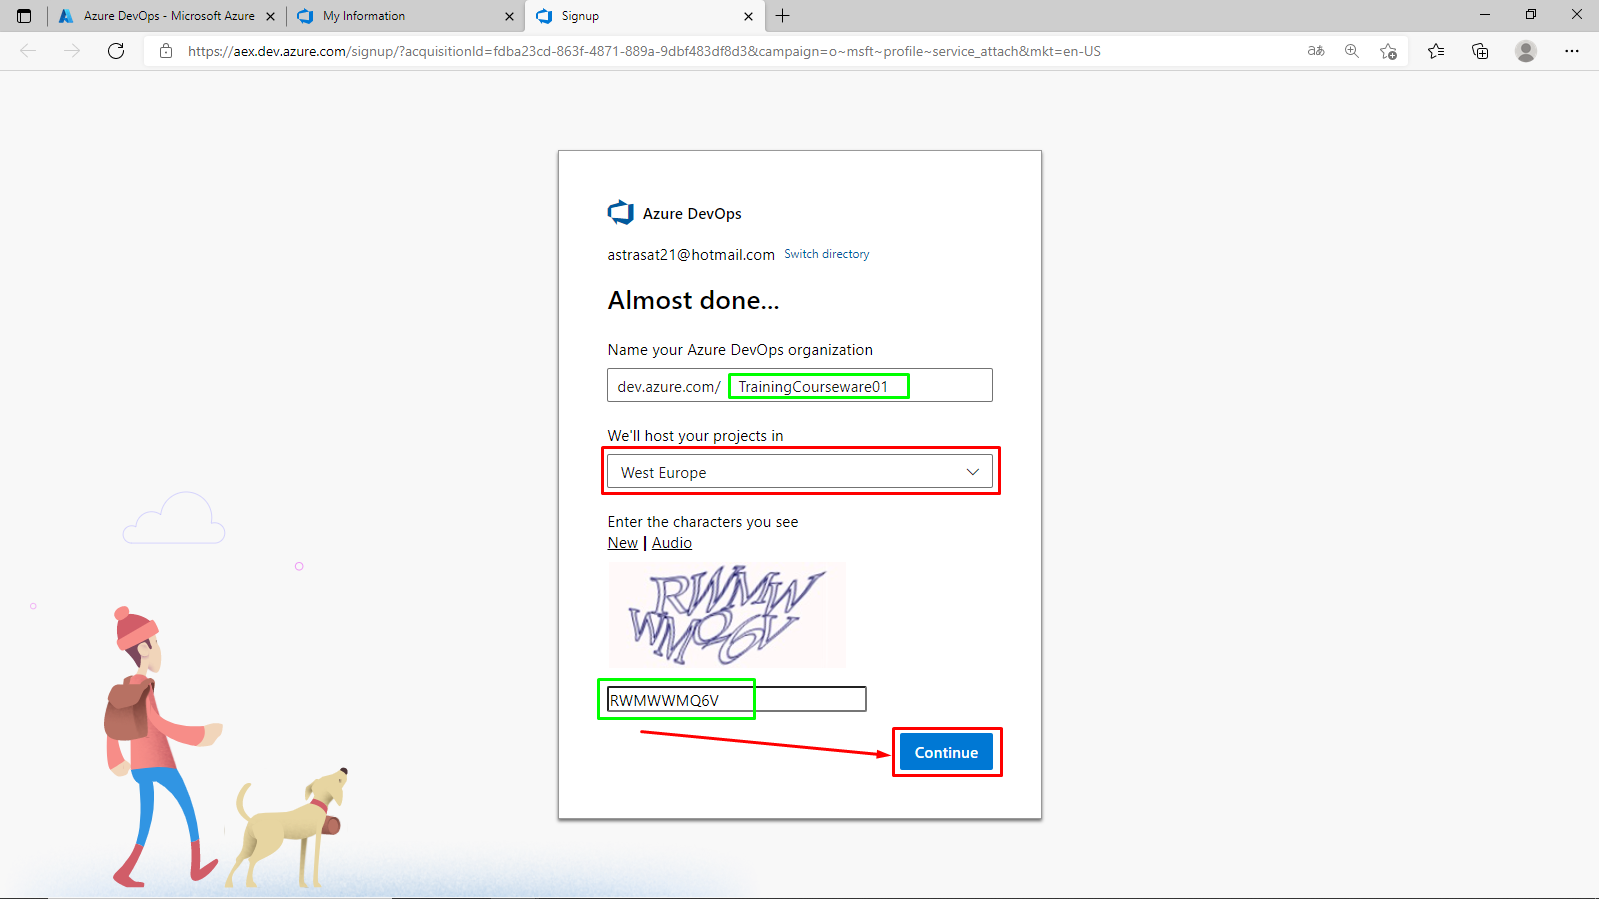 Azure DevOps - Microsoft Azure
My Information
Signup
https://aex.dev.azure.com/signup/?acquisitionId=fdba23cd-863f-4871-889a-9dbf483df8d3&campaign=o~msft~profile~service_attach&mkt=en-US
aあ
Azure DevOps
astrasat21@hotmail.com Switch directory
Almost done...
Name your Azure DevOps organization
dev.azure.com/ TrainingCourseware01
We'll host your projects in
West Europe
Enter the characters you see
New | Audio
RWMW
WMQ6V
RWMWWMQ6V
Continue